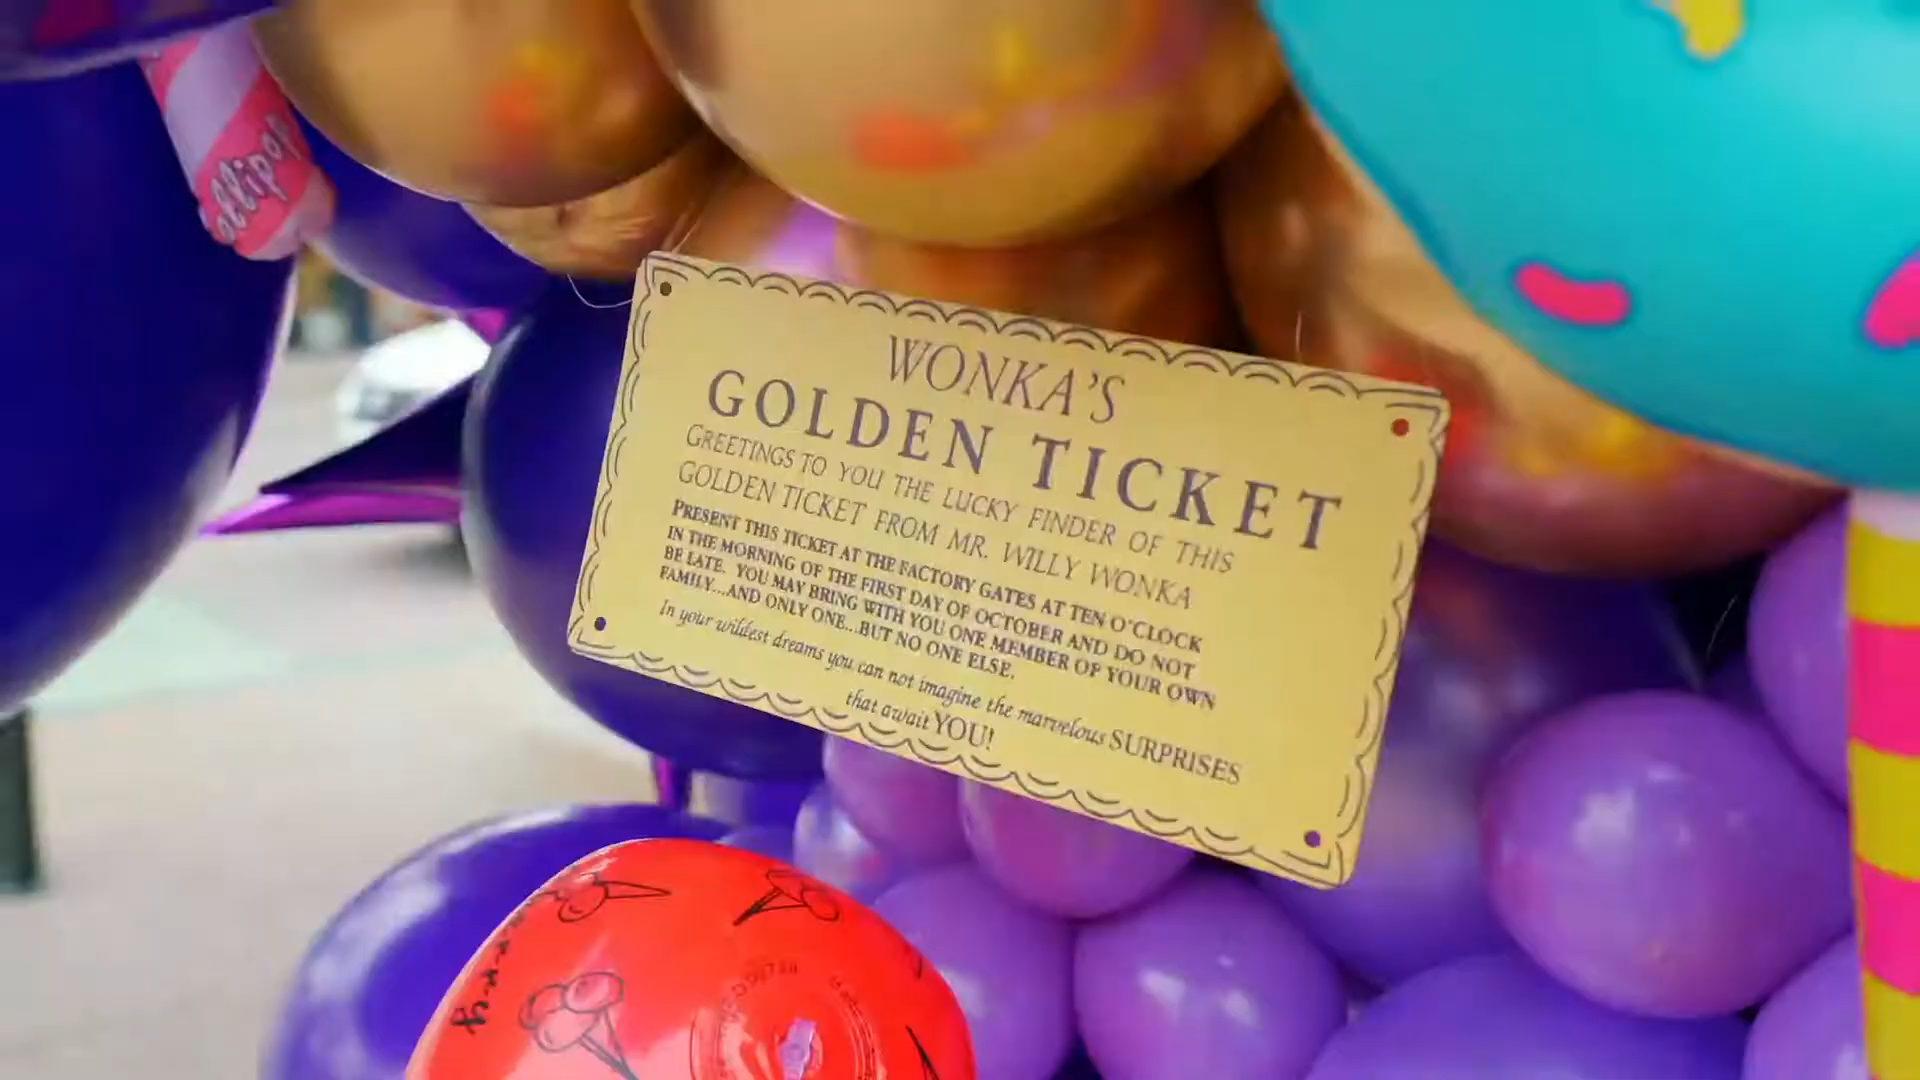 ollipop
WONKA'S
GOLDEN TICKET
GREETINGS TO YOU THE LUCKY FINDER OF THIS
GOLDEN TICKET FROM MR. WILLY WONKA
PRESENT THIS TICKET AT THE FACTORY GATES AT TEN O'CLOCK
IN THE MORNING OF THE FIRST DAY OF OCTOBER AND DO NOT
BE LATE. YOU MAY BRING WITH YOU ONE MEMBER OF YOUR OWN
FAMILY...AND ONLY ONE...BUT NO ONE ELSE.
In your wildest dreams you can not imagine the marvelous SURPRISES
that await YOU!